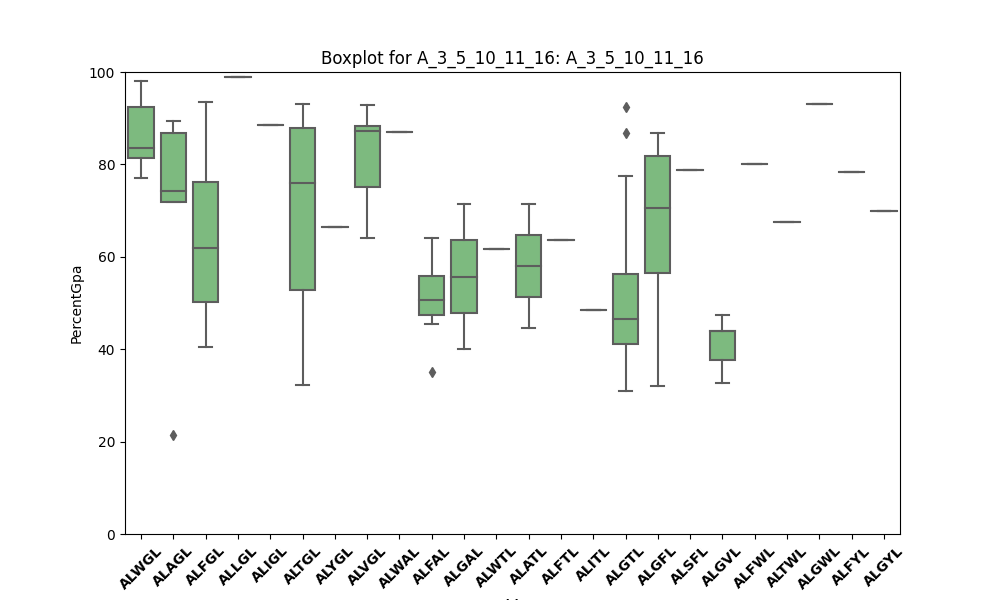 Boxplot for A_3_5_10_11_16: A_3_5_10_11_16
100
80
60
40
20
0
PercentGpa
ALWGL ALAGL ALFGL ALLGL ALIGL ALTGL ALYGL ALVGL ALWAL ALFAL ALGAL ALWTL ALATL ALFTL ALITL ALGTL ALGFL ALSFL ALGVL ALFWL ALTWL ALGWL ALFYL ALGYL